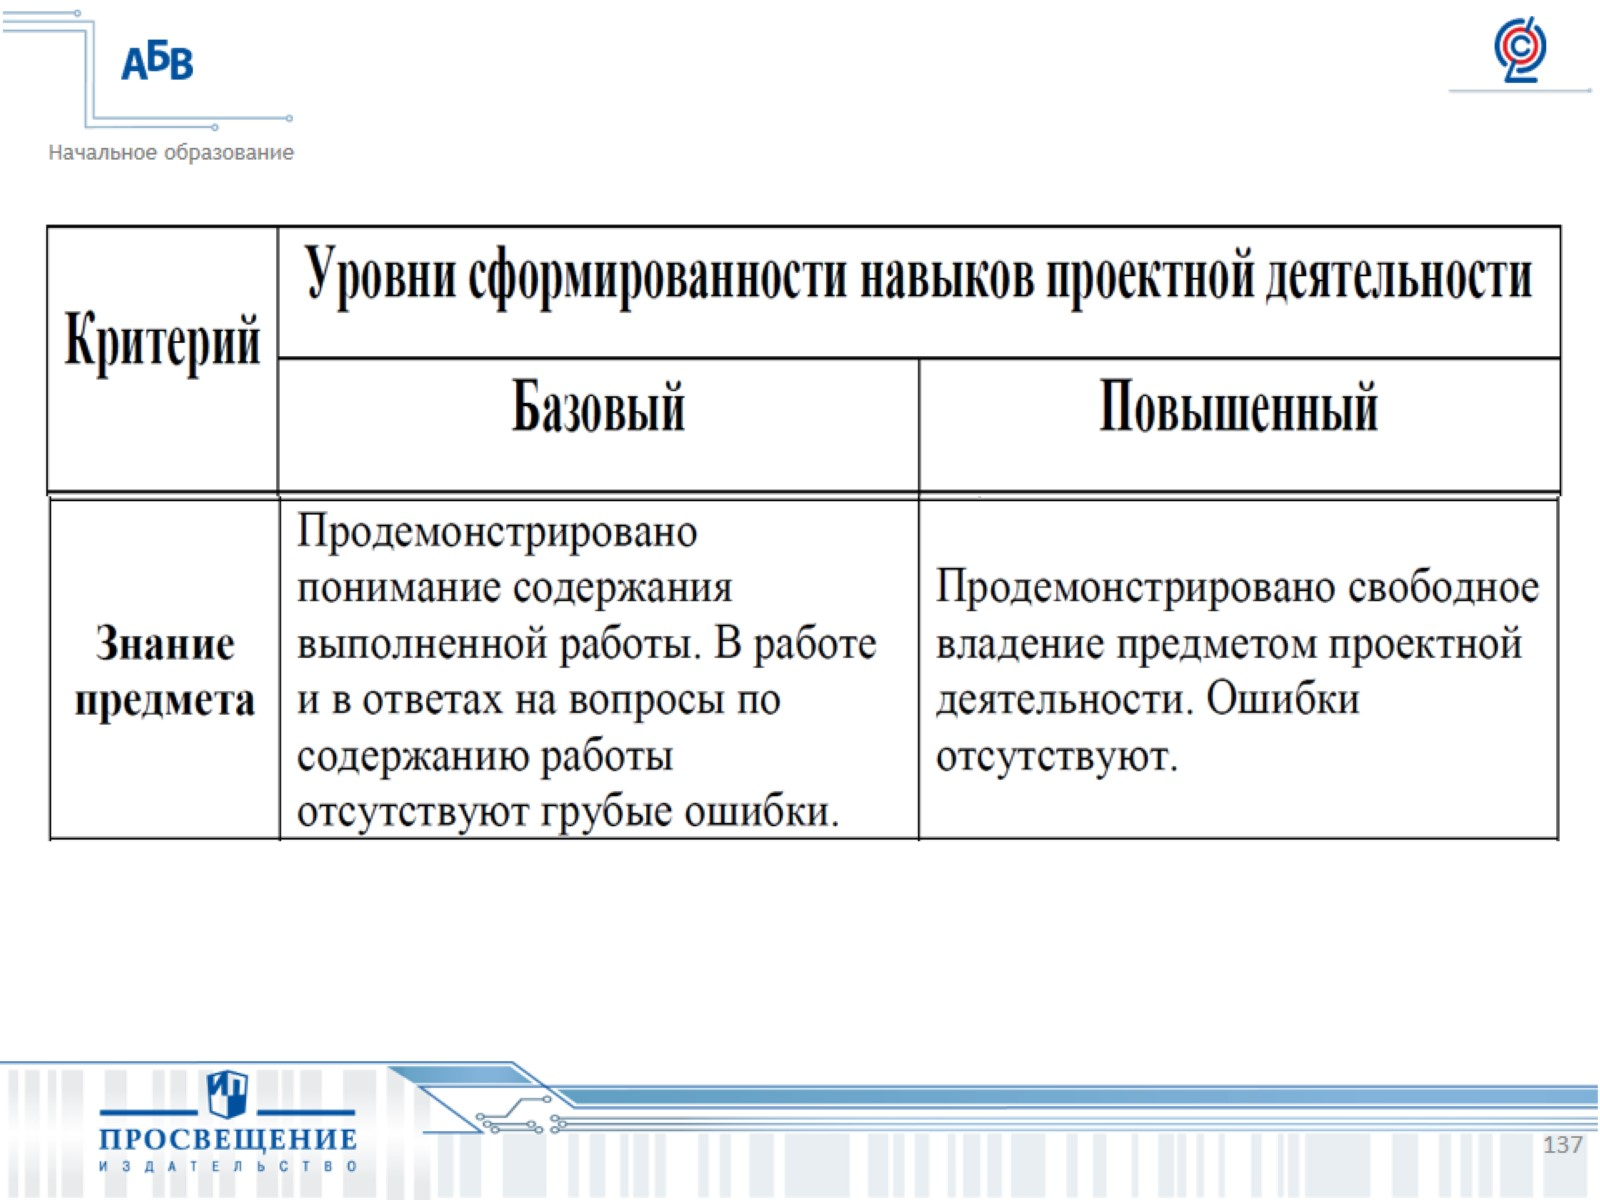 АБВ
Начальное образование
Критерий
Уровни сформированности навыков проектной деятельности
Базовый
Повышенный
Знание
предмета
Продемонстрировано
понимание содержания
выполненной работы. В работе
и в ответах на вопросы по
содержанию работы
отсутствуют грубые ошибки.
Продемонстрировано свободное
владение предметом проектной
деятельности. Ошибки
отсутствуют.
ИП
ПРОСВЕЩЕНИЕ
ИЗДАТЕЛЬСТВО
137